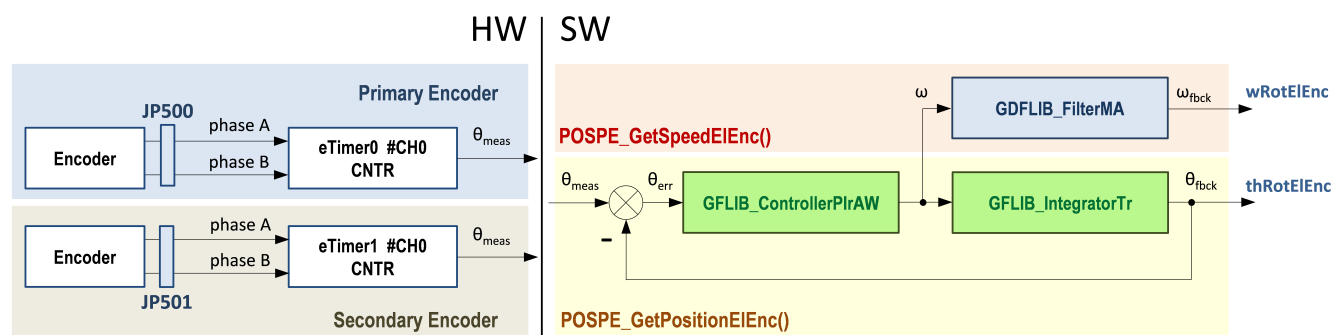 HW SW
Primary Encoder
JP500
Encoder
phase A
phase B
eTimer0 #CH0
CNTR
θmeas
Encoder
phase A
phase B
JP501
eTimer1 #CH0
CNTR
θmeas
Secondary Encoder
ω
GDFLIB_FilterMA
ωfbck
wRotElEnc
POSPE_GetSpeedElEnc()
θmeas
θerr
GFLIB_ControllerPIrAW
GFLIB_IntegratorTr
θfbck
thRotElEnc
-
POSPE_GetPositionElEnc()